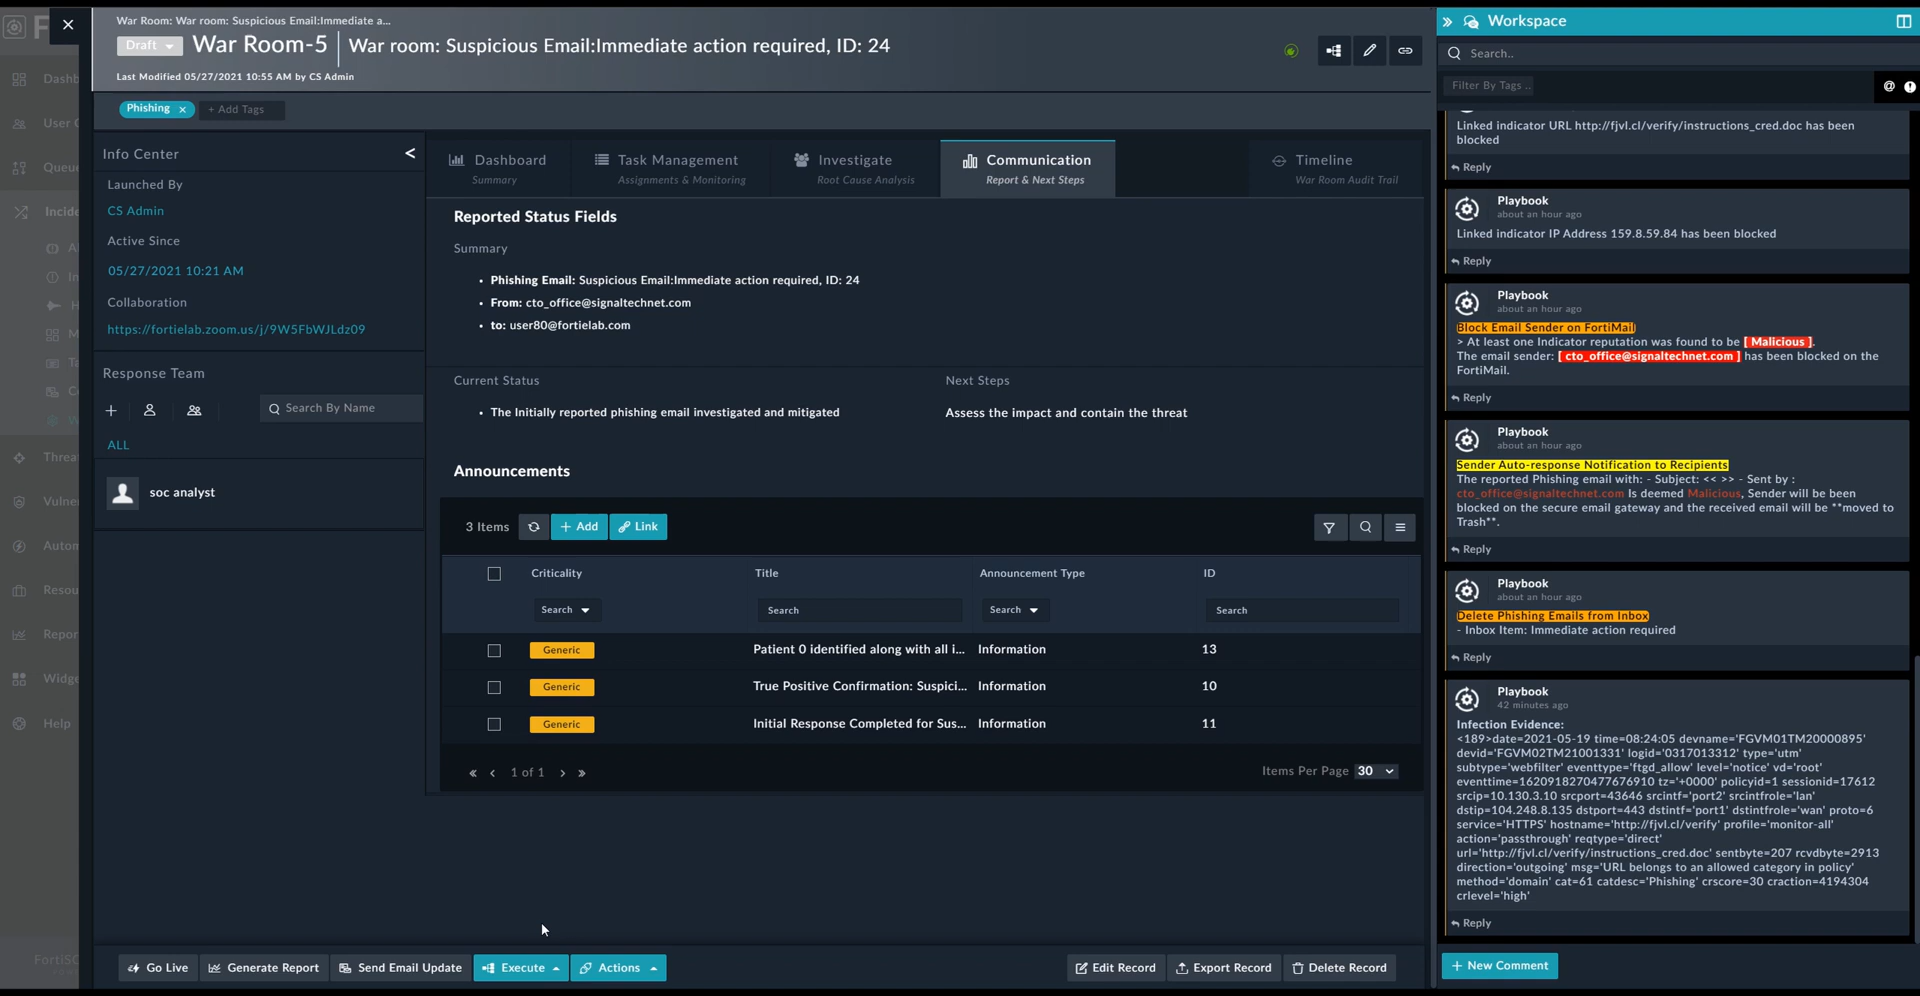 War Room: War room: Suspicious Email:Immediate a...
Draft
War Room-5
War room: Suspicious Email:Immediate action required, ID: 24
Last Modified 05/27/2021 10:55 AM by CS Admin
Phishing ×
+ Add Tags
Dashb
User C
Queue
Incide
Threa
Vulner
Autom
Resou
Repor
Widge
Help
FortiSO
Info Center
Launched By
CS Admin
Active Since
05/27/2021 10:21 AM
Collaboration
https://fortielab.zoom.us/j/9W5FbWJLdz09
Response Team
Search By Name
ALL
soc analyst
Dashboard
Summary
Task Management
Assignments & Monitoring
Investigate
Root Cause Analysis
Communication
Report & Next Steps
Timeline
War Room Audit Trail
Reported Status Fields
Summary
• Phishing Email: Suspicious Email:Immediate action required, ID: 24
• From: cto_office@signaltechnet.com
• to: user80@fortielab.com
Current Status
• The Initially reported phishing email investigated and mitigated
Next Steps
Assess the impact and contain the threat
Announcements
3 Items
+ Add
Link
Criticality Title Announcement Type ID
Search Search Search Search
Generic Patient 0 identified along with all i... Information 13
Generic True Positive Confirmation: Suspici... Information 10
Generic Initial Response Completed for Sus... Information 11
« ‹ 1 of 1 › »
Items Per Page 30
Go Live
Generate Report
Send Email Update
Execute
Actions
Edit Record
Export Record
Delete Record
Workspace
Search..
Filter By Tags ..
@
Linked indicator URL http://fjvl.cl/verify/instructions_cred.doc has been
blocked
Reply
Playbook
about an hour ago
Linked indicator IP Address 159.8.59.84 has been blocked
Reply
Playbook
about an hour ago
Block Email Sender on FortiMail
> At least one Indicator reputation was found to be [ Malicious ].
The email sender: [ cto_office@signaltechnet.com ] has been blocked on the
FortiMail.
Reply
Playbook
about an hour ago
Sender Auto-response Notification to Recipients
The reported Phishing email with: - Subject: << >> - Sent by :
cto_office@signaltechnet.com Is deemed Malicious, Sender will be been
blocked on the secure email gateway and the received email will be **moved to
Trash**.
Reply
Playbook
about an hour ago
Delete Phishing Emails from Inbox
- Inbox Item: Immediate action required
Reply
Playbook
42 minutes ago
Infection Evidence:
<189>date=2021-05-19 time=08:24:05 devname='FGVM01TM20000895'
devid='FGVM02TM21001331' logid='0317013312' type='utm'
subtype='webfilter' eventtype='ftgd_allow' level='notice' vd='root'
eventtime=1620918270477676910 tz='+0000' policyid=1 sessionid=17612
srcip=10.130.3.10 srcport=43646 srcintf='port2' srcintfrole='lan'
dstip=104.248.8.135 dstport=443 dstintf='port1' dstintfrole='wan' proto=6
service='HTTPS' hostname='http://fjvl.cl/verify' profile='monitor-all'
action='passthrough' reqtype='direct'
url='http://fjvl.cl/verify/instructions_cred.doc' sentbyte=207 rcvdbyte=2913
direction='outgoing' msg='URL belongs to an allowed category in policy'
method='domain' cat=61 catdesc='Phishing' crscore=30 craction=4194304
crlevel='high'
Reply
+ New Comment